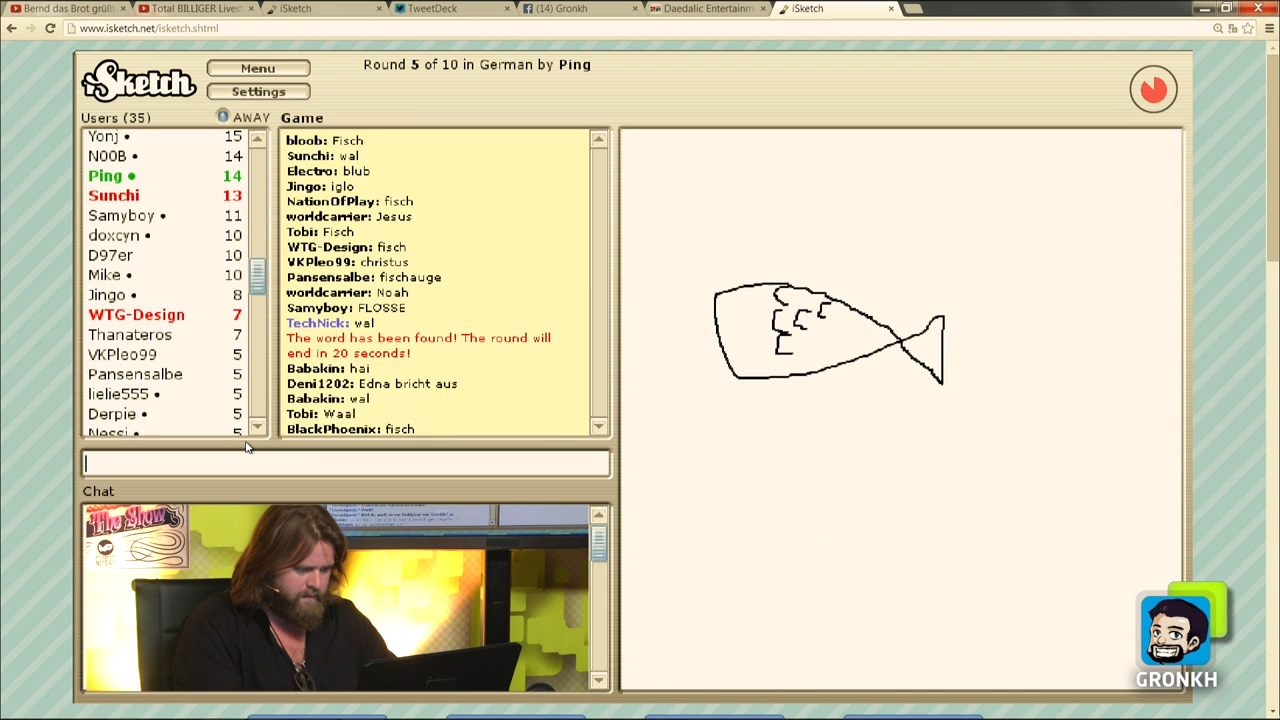 Bernd das Brot grüß
Total BILLIGER Livest
iSketch
TweetDeck
(14) Gronkh
Daedalic Entertainm
iSketch
www.isketch.net/isketch.shtml
iSketch
Menu
Settings
Round 5 of 10 in German by Ping
Users (35)
AWAY
Game
Yonj • 15
N00B • 14
Ping • 14
Sunchi 13
Samyboy • 11
doxcyn • 10
D97er 10
Mike • 10
Jingo • 8
WTG-Design 7
Thanateros 7
VKPleo99 5
Pansensalbe 5
lielie555 • 5
Derpie • 5
Nessi • 5
bloob: Fisch
Sunchi: wal
Electro: blub
Jingo: iglo
NationOfPlay: fisch
worldcarrier: Jesus
Tobi: Fisch
WTG-Design: fisch
VKPleo99: christus
Pansensalbe: fischauge
worldcarrier: Noah
Samyboy: FLOSSE
TechNick: wal
The word has been found! The round will
end in 20 seconds!
Babakin: hai
Deni1202: Edna bricht aus
Babakin: wal
Tobi: Waal
BlackPhoenix: fisch
Chat
The Show
GRONKH